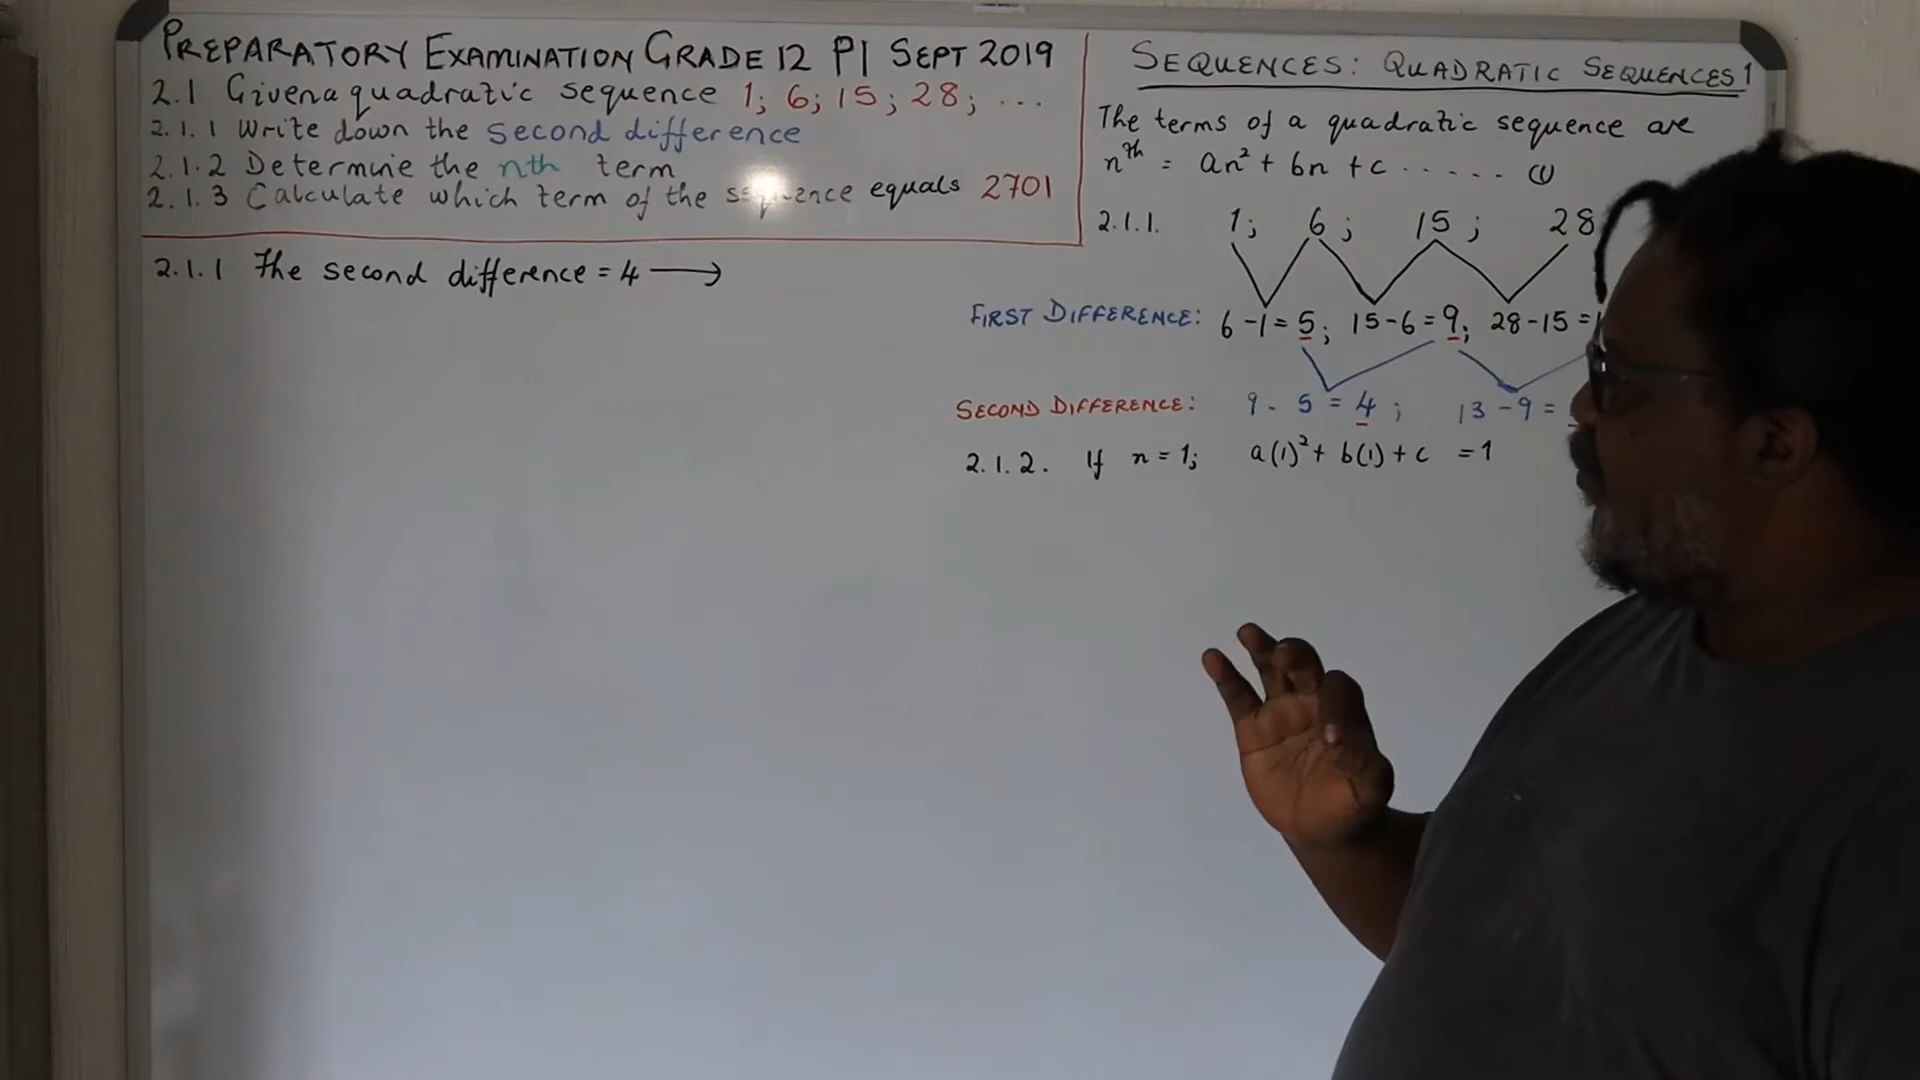 PREPARATORY EXAMINATION GRADE 12 P1 SEPT 2019
2.1 Given a quadratic sequence 1; 6; 15; 28; ...
2.1.1 Write down the second difference
2.1.2 Determine the nth term
2.1.3 Calculate which term of the sequence equals 2701
2.1.1 The second difference = 4 →
SEQUENCES: QUADRATIC SEQUENCES 1
The terms of a quadratic sequence are
nᵗʰ = an² + bn + c ..... (1)
2.1.1. 1; 6; 15; 28
FIRST DIFFERENCE: 6 - 1 = 5; 15 - 6 = 9; 28 - 15 =
SECOND DIFFERENCE: 9 - 5 = 4; 13 - 9 =
2.1.2. If n = 1; a(1)² + b(1) + c = 1